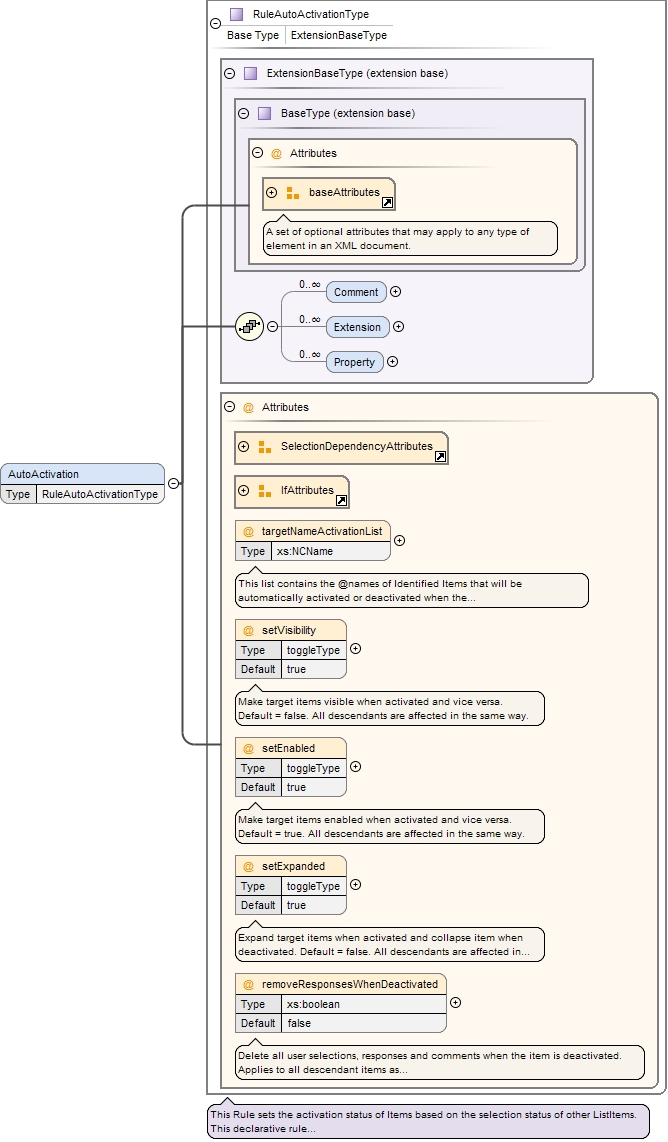 RuleAutoActivationType
Base Type ExtensionBaseType
ExtensionBaseType (extension base)
BaseType (extension base)
@ Attributes
baseAttributes
A set of optional attributes that may apply to any type of
element in an XML document.
0..∞
Comment
0..∞
Extension
0..∞
Property
@ Attributes
SelectionDependencyAttributes
AutoActivation
Type RuleAutoActivationType
IfAttributes
@ targetNameActivationList
Type xs:NCName
This list contains the @names of Identified Items that will be
automatically activated or deactivated when the...
@ setVisibility
Type toggleType
Default true
Make target items visible when activated and vice versa.
Default = false. All descendants are affected in the same way.
@ setEnabled
Type toggleType
Default true
Make target items enabled when activated and vice versa.
Default = true. All descendants are affected in the same way.
@ setExpanded
Type toggleType
Default true
Expand target items when activated and collapse item when
deactivated. Default = false. All descendants are affected in...
@ removeResponsesWhenDeactivated
Type xs:boolean
Default false
Delete all user selections, responses and comments when the item is deactivated.
Applies to all descendant items as...
This Rule sets the activation status of Items based on the selection status of other ListItems.
This declarative rule...